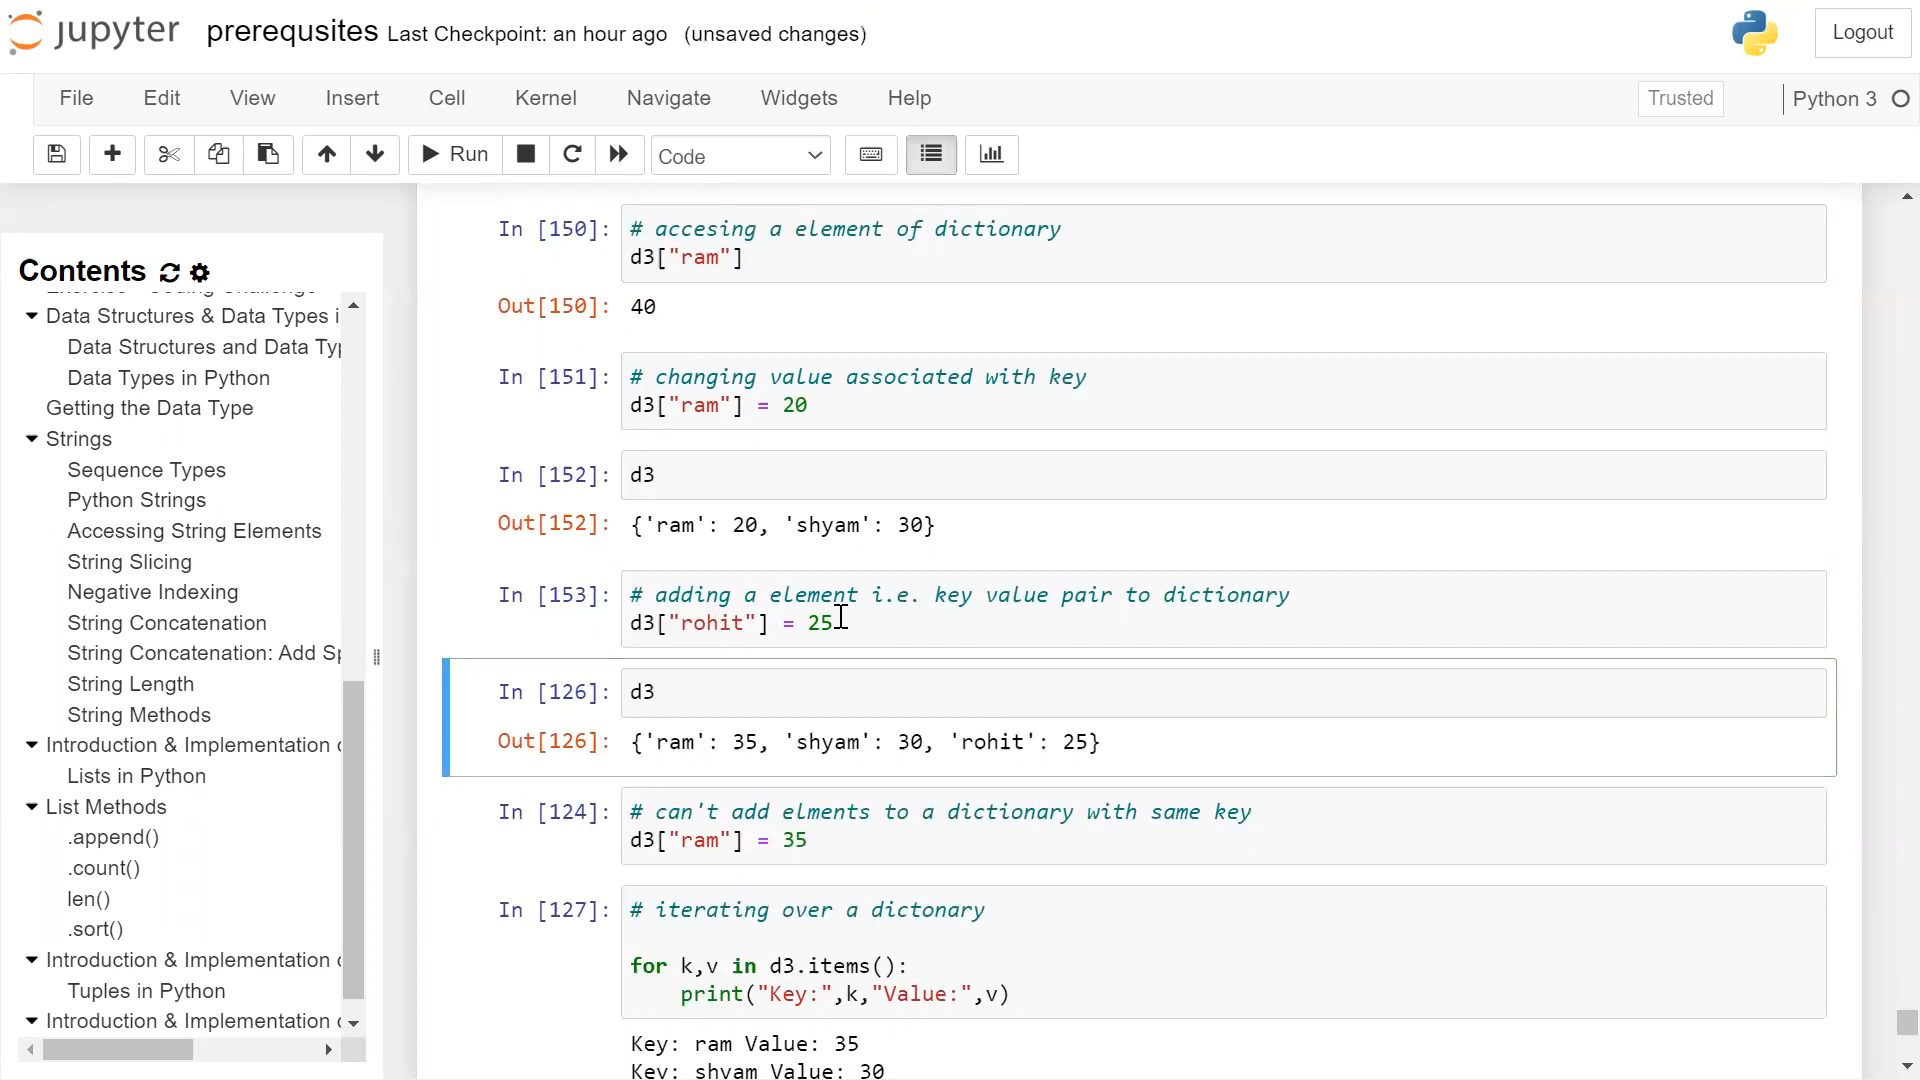 jupyter prerequsites Last Checkpoint: an hour ago (unsaved changes)
Logout
File Edit View Insert Cell Kernel Navigate Widgets Help
Trusted
Python 3
Run
Code
Contents
Data Structures & Data Types i
Data Structures and Data Typ
Data Types in Python
Getting the Data Type
Strings
Sequence Types
Python Strings
Accessing String Elements
String Slicing
Negative Indexing
String Concatenation
String Concatenation: Add Sp
String Length
String Methods
Introduction & Implementation
Lists in Python
List Methods
.append()
.count()
len()
.sort()
Introduction & Implementation
Tuples in Python
Introduction & Implementation
In [150]: # accesing a element of dictionary
d3["ram"]
Out[150]: 40
In [151]: # changing value associated with key
d3["ram"] = 20
In [152]: d3
Out[152]: {'ram': 20, 'shyam': 30}
In [153]: # adding a element i.e. key value pair to dictionary
d3["rohit"] = 25
In [126]: d3
Out[126]: {'ram': 35, 'shyam': 30, 'rohit': 25}
In [124]: # can't add elments to a dictionary with same key
d3["ram"] = 35
In [127]: # iterating over a dictonary
for k,v in d3.items():
print("Key:",k,"Value:",v)
Key: ram Value: 35
Key: shyam Value: 30